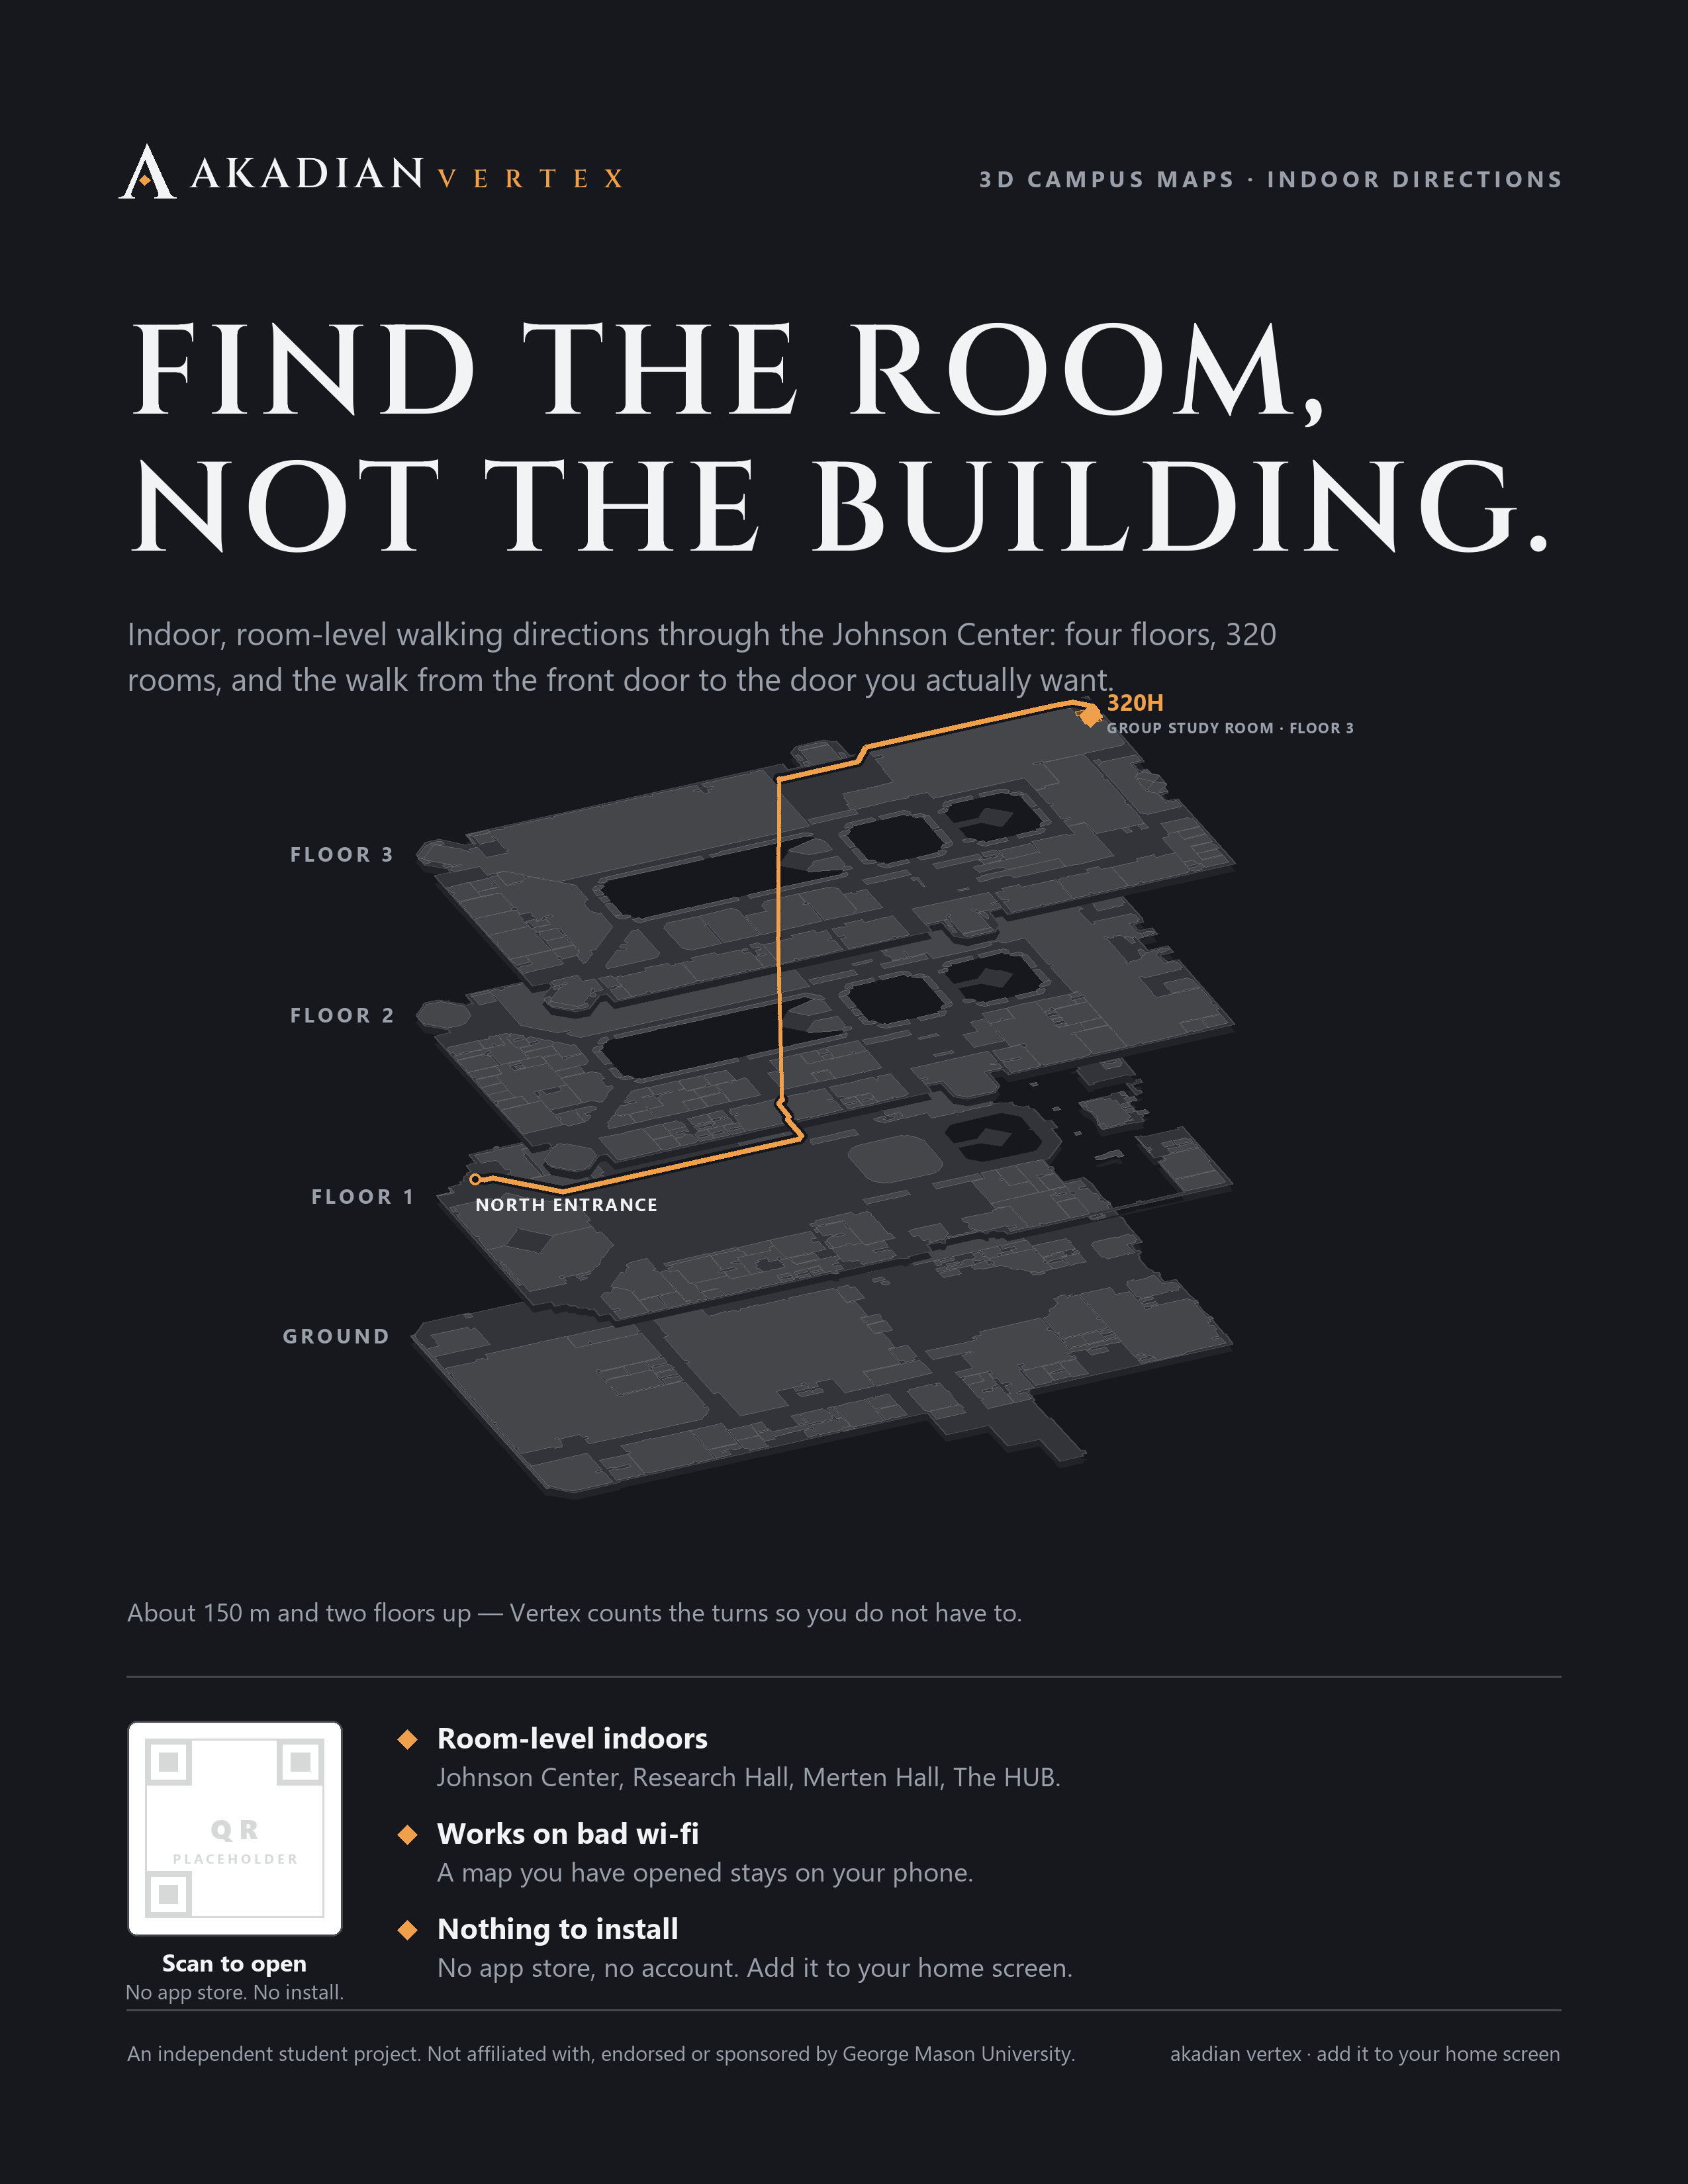 AKADIAN VERTEX
3D CAMPUS MAPS · INDOOR DIRECTIONS
FIND THE ROOM,
NOT THE BUILDING.
Indoor, room-level walking directions through the Johnson Center: four floors, 320
rooms, and the walk from the front door to the door you actually want.
320H
GROUP STUDY ROOM · FLOOR 3
FLOOR 3
FLOOR 2
FLOOR 1
NORTH ENTRANCE
GROUND
About 150 m and two floors up — Vertex counts the turns so you do not have to.
QR
PLACEHOLDER
Scan to open
No app store. No install.
Room-level indoors
Johnson Center, Research Hall, Merten Hall, The HUB.
Works on bad wi-fi
A map you have opened stays on your phone.
Nothing to install
No app store, no account. Add it to your home screen.
An independent student project. Not affiliated with, endorsed or sponsored by George Mason University.
akadian vertex · add it to your home screen